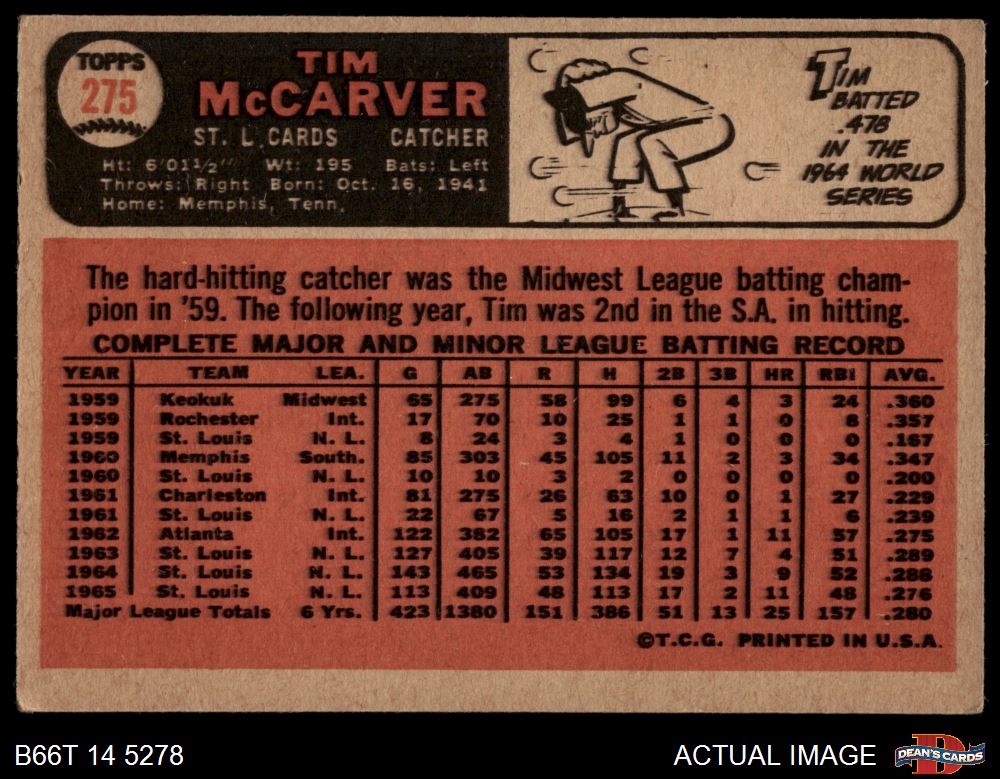 TOPPS
275
TIM
McCARVER
ST. L. CARDS CATCHER
Ht: 6'01½" Wt: 195 Bats: Left
Throws: Right Born: Oct. 16, 1941
Home: Memphis, Tenn.
TIM
BATTED
.478
IN THE
1964 WORLD
SERIES
The hard-hitting catcher was the Midwest League batting cham-
pion in '59. The following year, Tim was 2nd in the S.A. in hitting.
COMPLETE MAJOR AND MINOR LEAGUE BATTING RECORD
YEAR TEAM LEA. G AB R H 2B 3B HR RBI AVG.
1959 Keokuk Midwest 65 275 58 99 6 4 3 24 .360
1959 Rochester Int. 17 70 10 25 1 1 0 8 .357
1959 St. Louis N. L. 8 24 3 4 1 0 0 0 .167
1960 Memphis South. 85 303 45 105 11 2 3 34 .347
1960 St. Louis N. L. 10 10 3 2 0 0 0 0 .200
1961 Charleston Int. 81 275 26 63 10 0 1 27 .229
1961 St. Louis N. L. 22 67 5 16 2 1 1 6 .239
1962 Atlanta Int. 122 382 65 105 17 1 11 57 .275
1963 St. Louis N. L. 127 405 39 117 12 7 4 51 .289
1964 St. Louis N. L. 143 465 53 134 19 3 9 52 .288
1965 St. Louis N. L. 113 409 48 113 17 2 11 48 .276
Major League Totals 6 Yrs. 423 1380 151 386 51 13 25 157 .280
©T.C.G. PRINTED IN U.S.A.
B66T 14 5278
ACTUAL IMAGE
DEAN'S CARDS